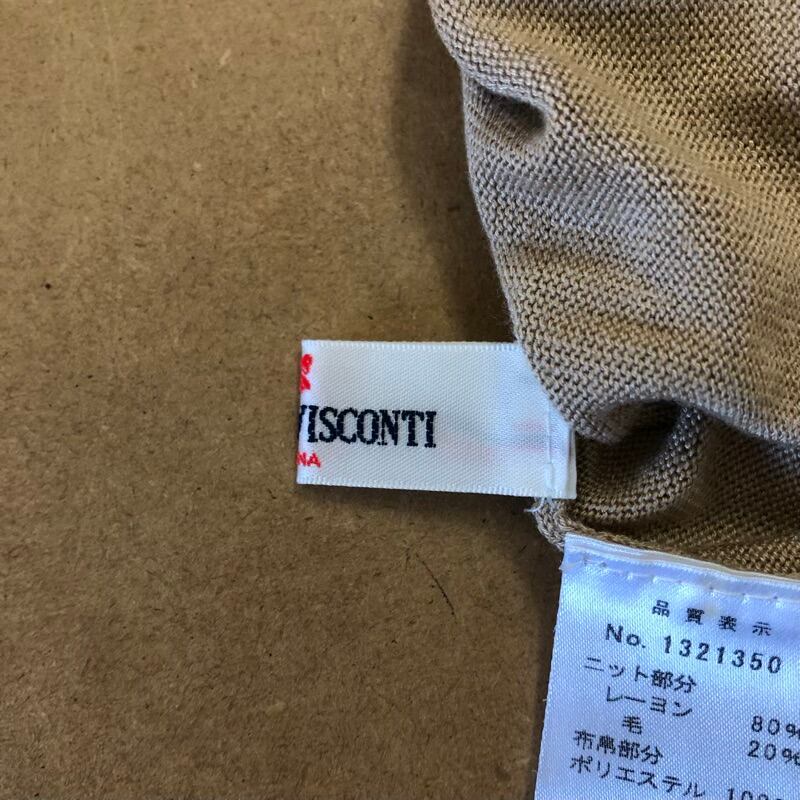 VISCONTI
NA
品質表示
No. 1321350
ニット部分
レーヨン 80%
毛 20%
布帛部分
ポリエステル 100